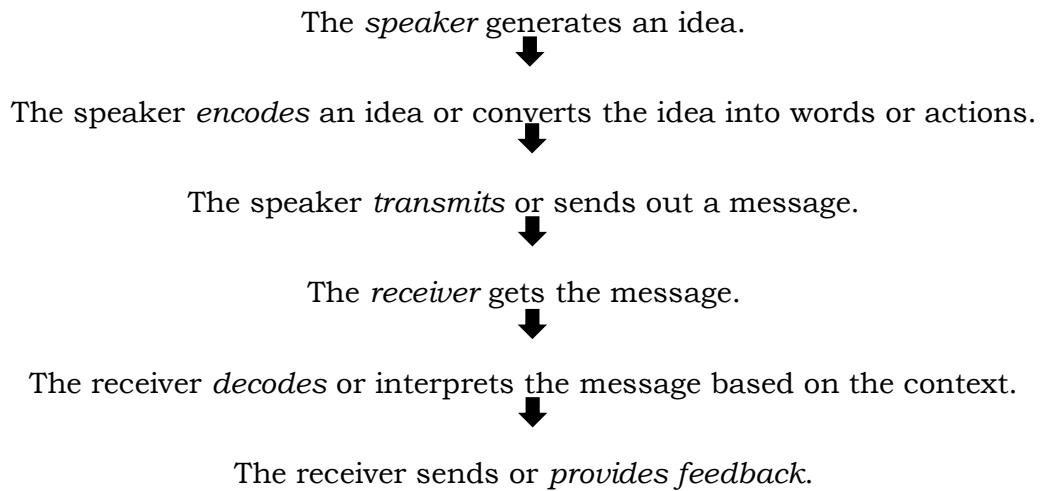 The speaker generates an idea.
The speaker encodes an idea or converts the idea into words or actions.
The speaker transmits or sends out a message.
The receiver gets the message.
The receiver decodes or interprets the message based on the context.
The receiver sends or provides feedback.